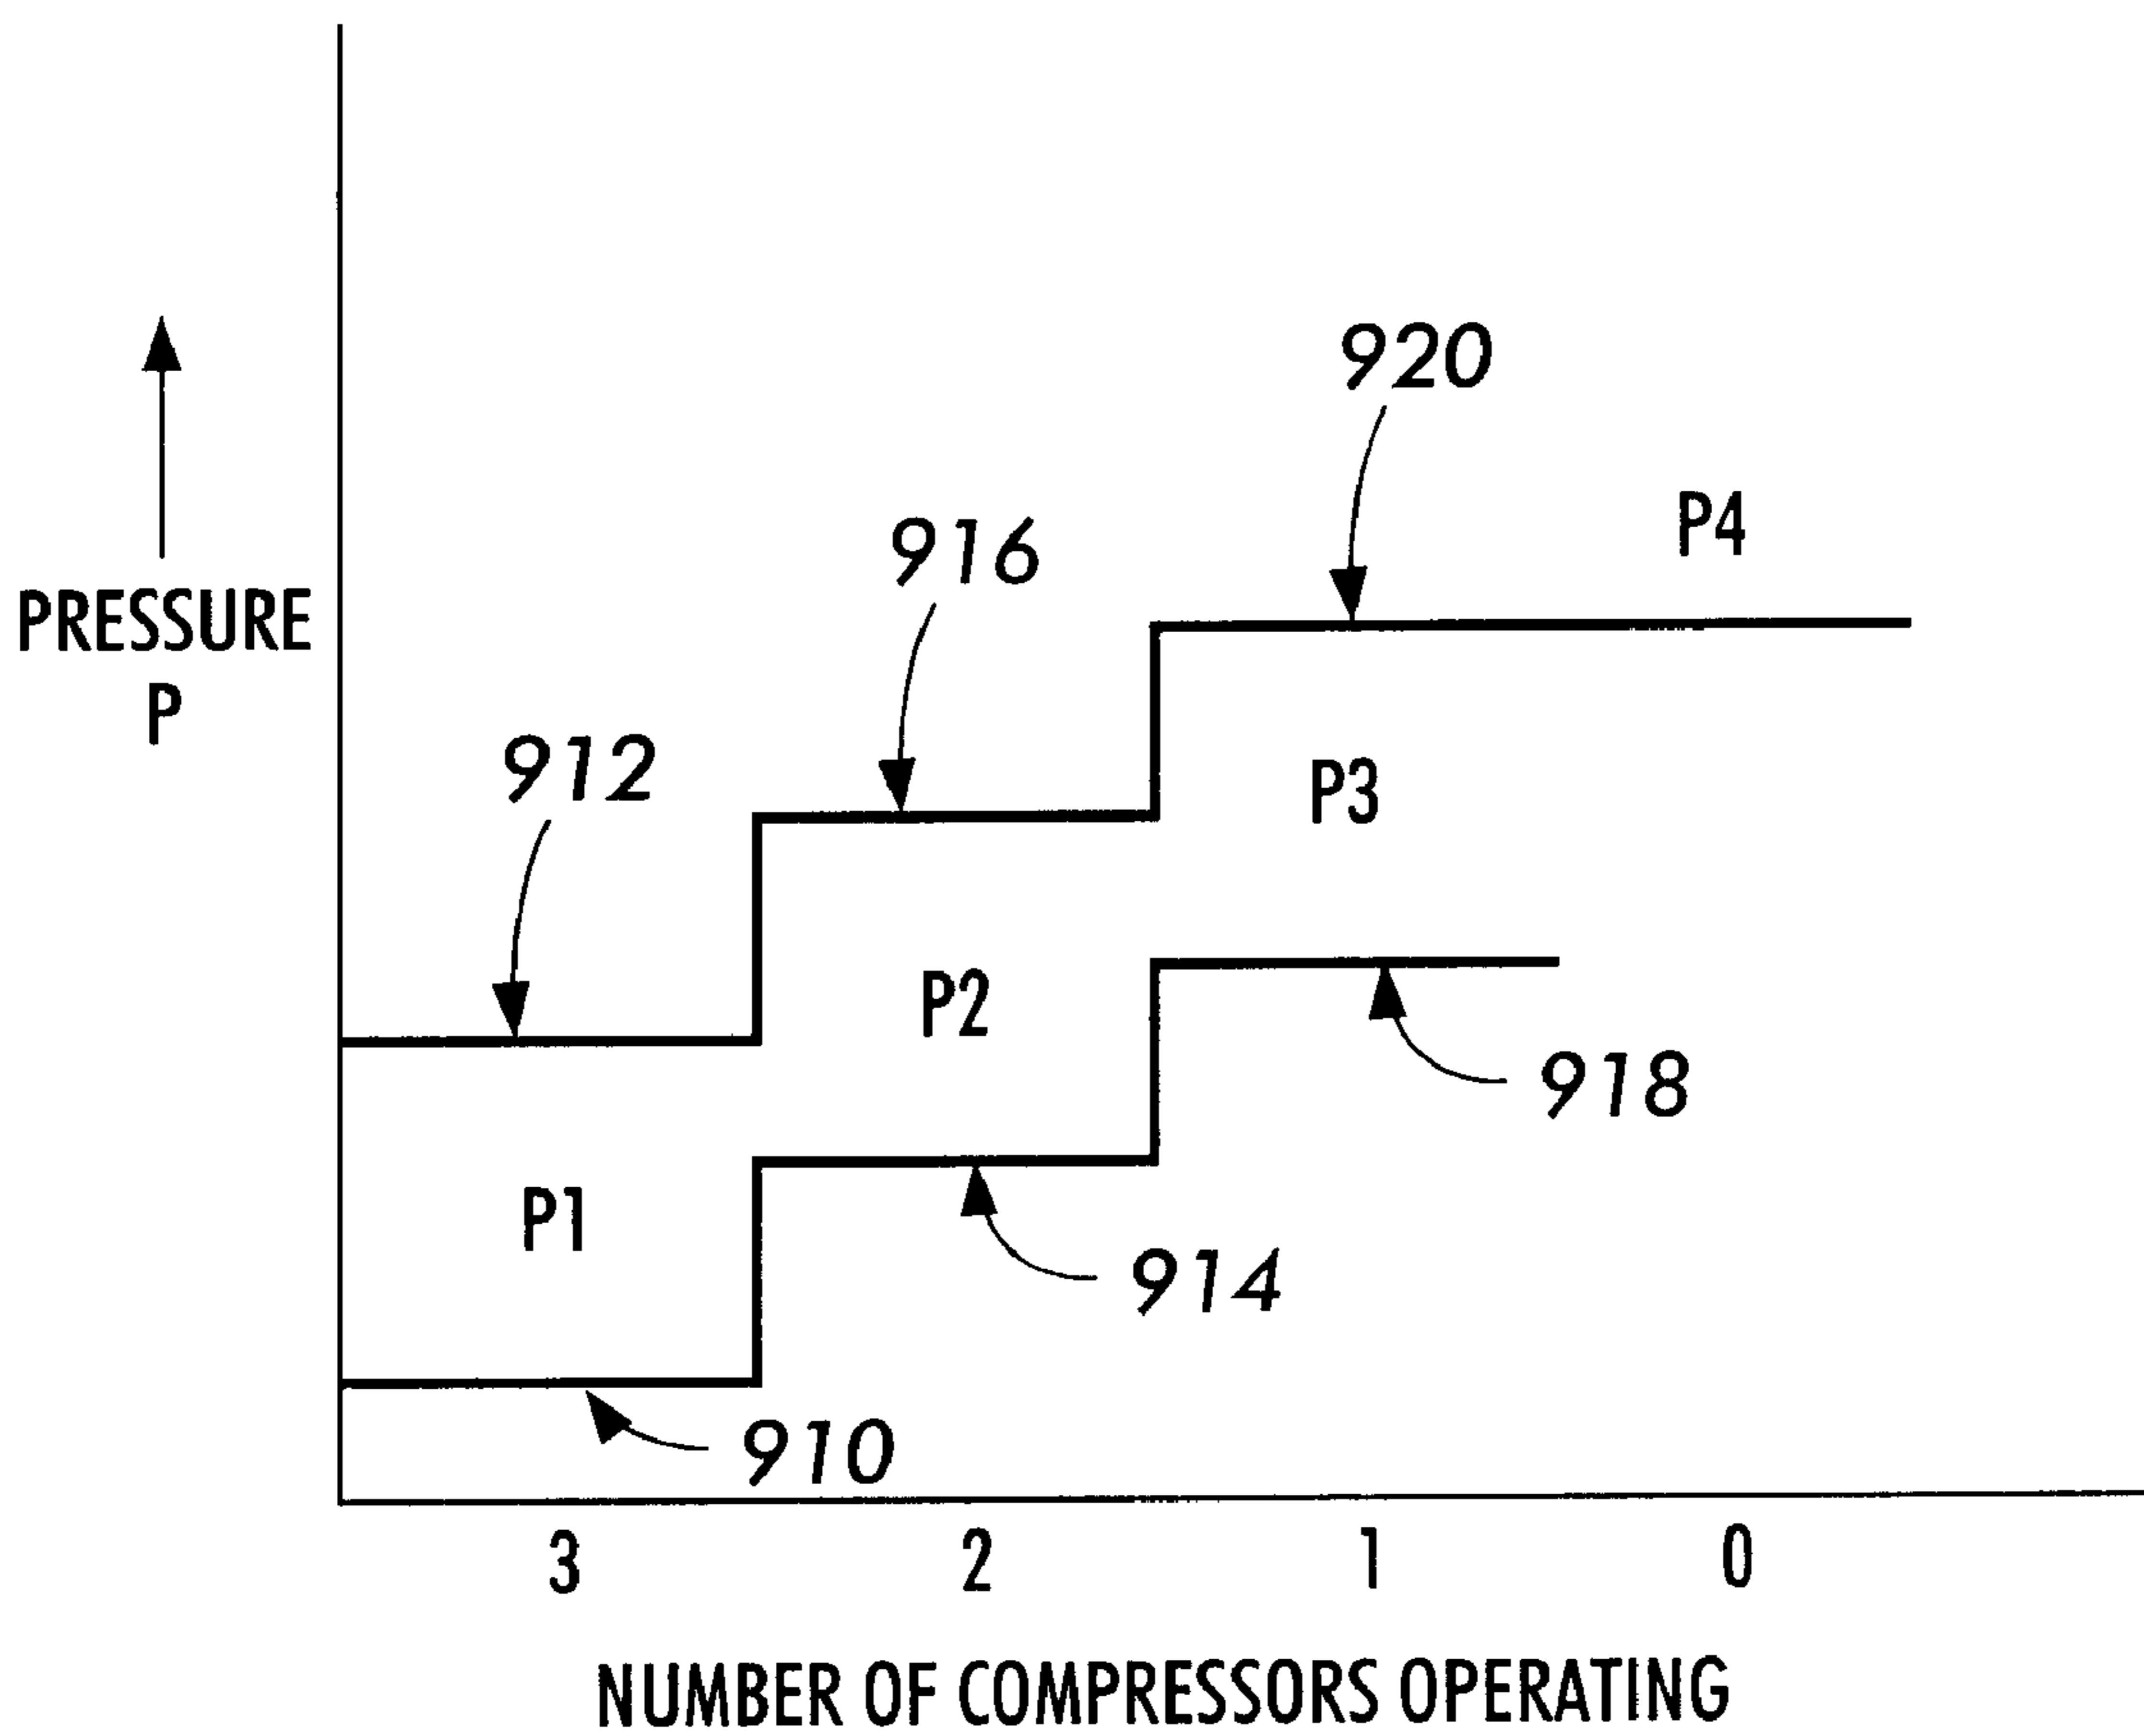 920
P4
916
PRESSURE
P
912
P3
P2
918
P1
914
910
3 2 1 0
NUMBER OF COMPRESSORS OPERATING